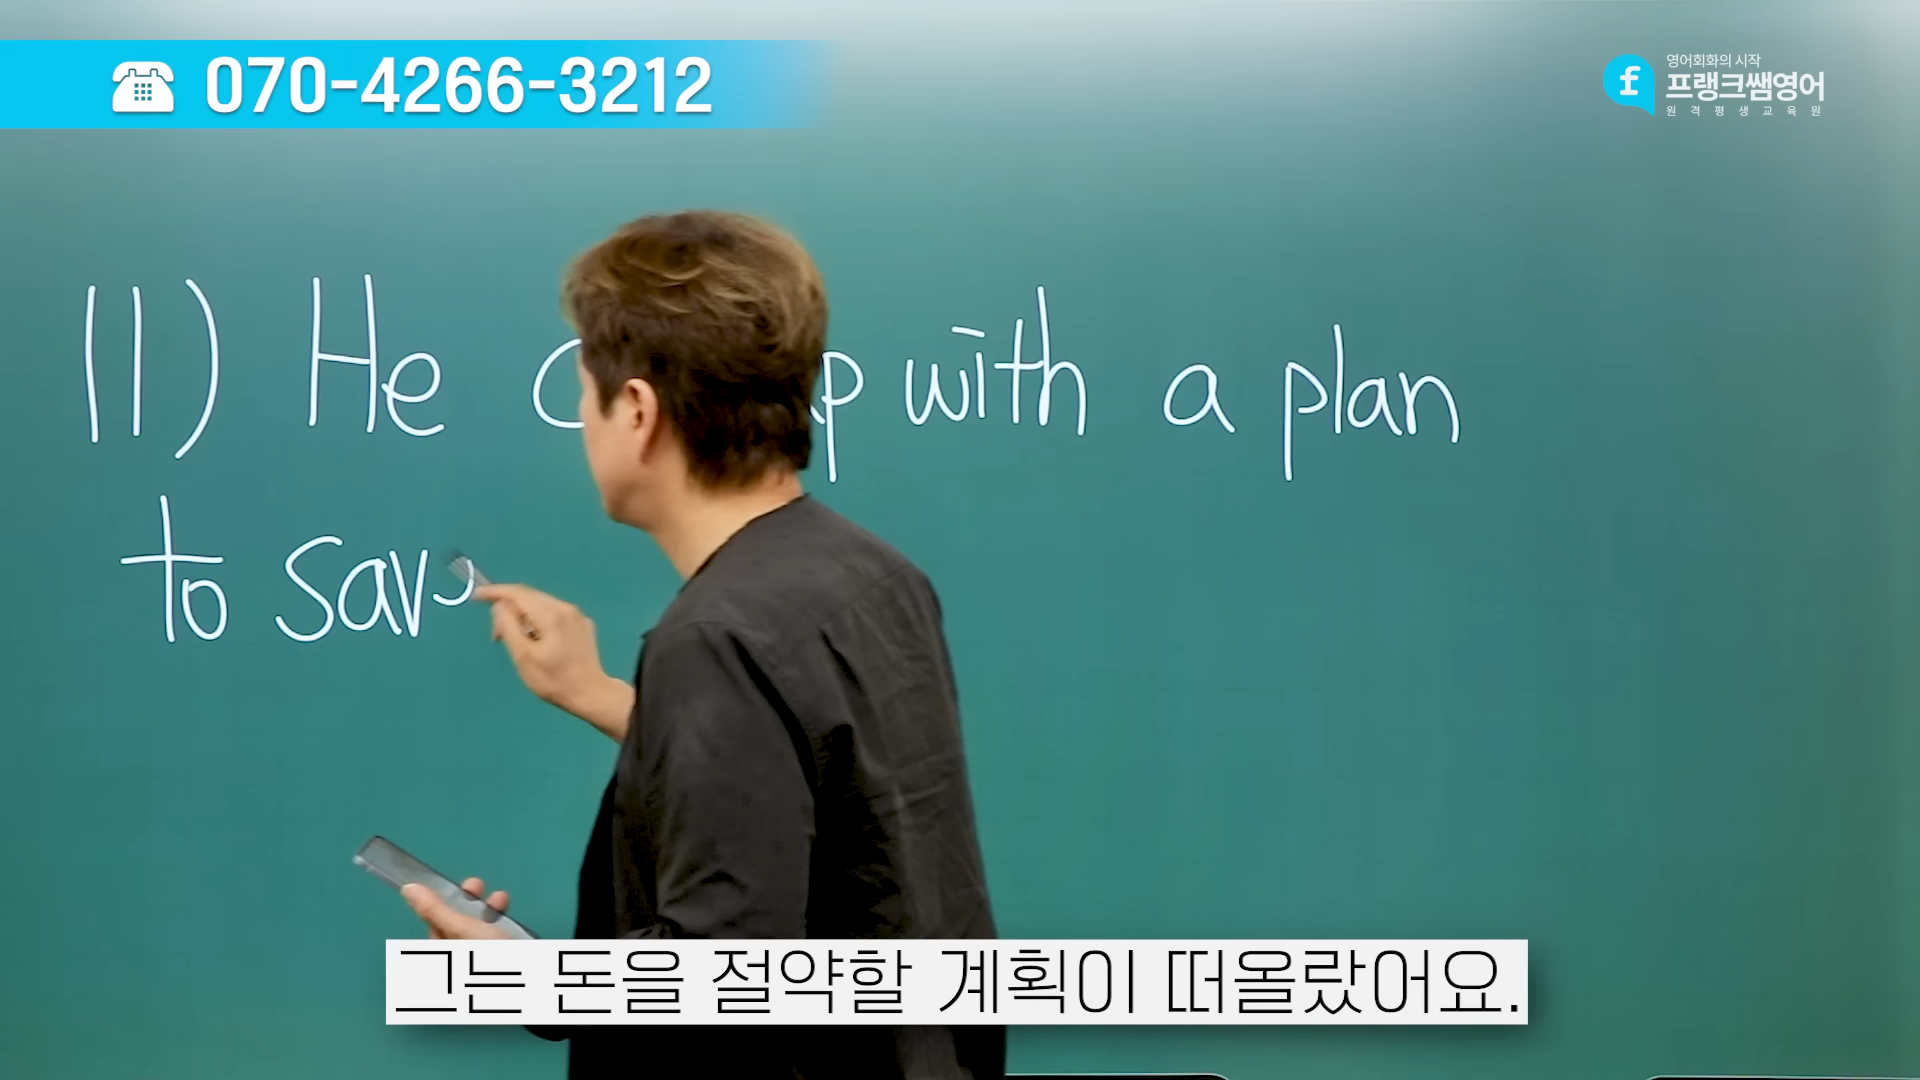 070-4266-3212
영어회화의 시작
프랭크쌤영어
원격평생교육원
11) He with a plan
to sav
그는 돈을 절약할 계획이 떠올랐어요.